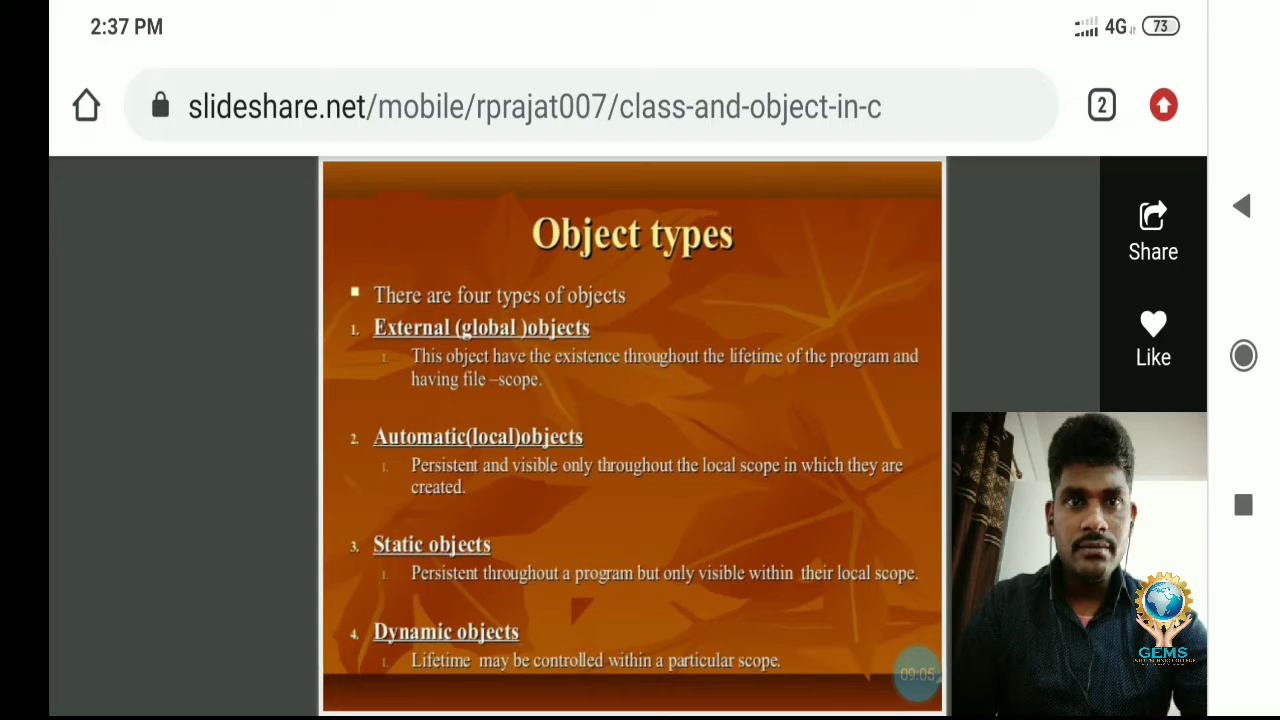 2:37 PM
4G
73
slideshare.net/mobile/rprajat007/class-and-object-in-c
2
Object types
There are four types of objects
1. External (global )objects
1. This object have the existence throughout the lifetime of the program and
having file –scope.
2. Automatic(local)objects
1. Persistent and visible only throughout the local scope in which they are
created.
3. Static objects
1. Persistent throughout a program but only visible within their local scope.
4. Dynamic objects
1. Lifetime may be controlled within a particular scope.
09:05
Share
Like
GEMS